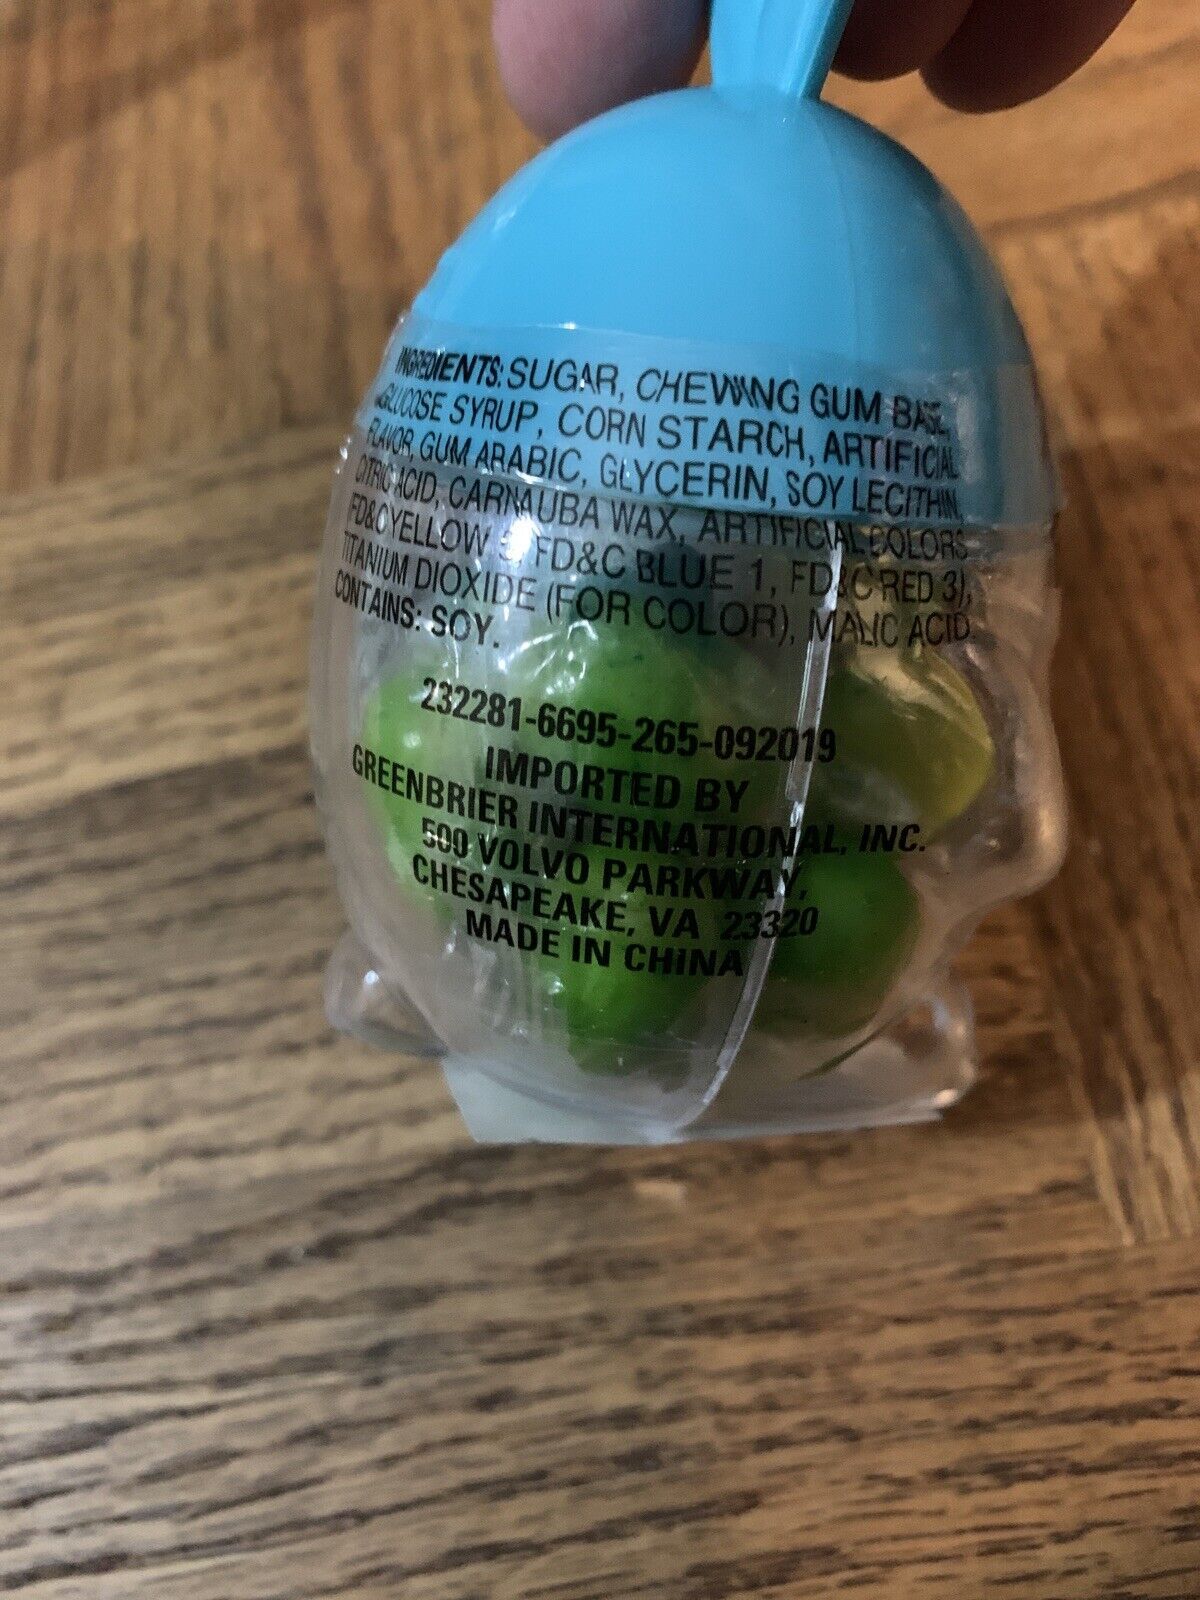 INGREDIENTS: SUGAR, CHEWING GUM BASE,
GLUCOSE SYRUP, CORN STARCH, ARTIFICIAL
FLAVOR, GUM ARABIC, GLYCERIN, SOY LECITHIN,
CITRIC ACID, CARNAUBA WAX, ARTIFICIAL COLORS
FD&C YELLOW FD&C BLUE 1, FD&C RED 3),
TITANIUM DIOXIDE (FOR COLOR), MALIC ACID
CONTAINS: SOY.
232281-6695-265-092019
IMPORTED BY
GREENBRIER INTERNATIONAL, INC.
500 VOLVO PARKWAY,
CHESAPEAKE, VA 23320
MADE IN CHINA